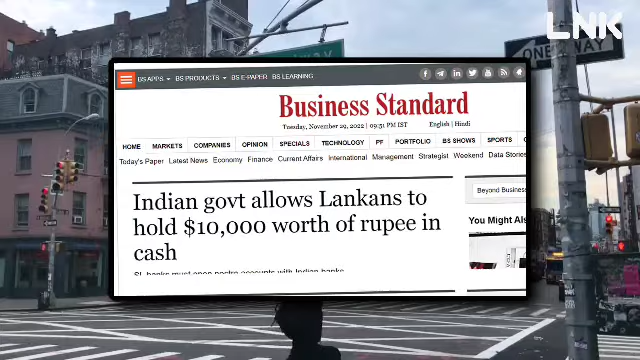 LNK
ONE WAY
BS APPS BS PRODUCTS BS E-PAPER BS LEARNING
Business Standard
Tuesday, November 29, 2022 | 09:51 PM IST English | Hindi
HOME MARKETS COMPANIES OPINION SPECIALS TECHNOLOGY PF PORTFOLIO BS SHOWS SPORTS
Today's Paper Latest News Economy Finance Current Affairs International Management Strategist Weekend Data Stories
Indian govt allows Lankans to
hold $10,000 worth of rupee in
cash
Beyond Business
You Might Als